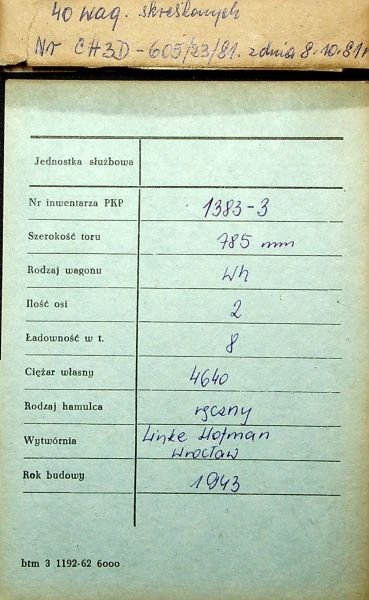 40 wag. skreślonych
Nr CH3D-605/23/81. z dnia 8.10.81r
Jednostka służbowa
Nr inwentarza PKP 1383-3
Szerokość toru 785 mm
Rodzaj wagonu Wh
Ilość osi 2
Ładowność w t. 8
Ciężar własny 4640
Rodzaj hamulca ręczny
Wytwórnia Linke Hofman
Wrocław
Rok budowy 1943
btm 3 1192-62 6000